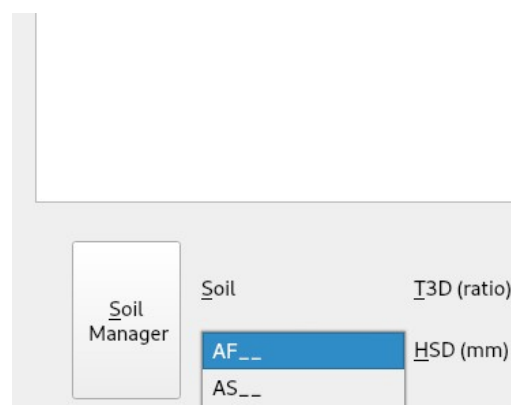 Soil
Manager
Soil
T3D (ratio)
AF__
HSD (mm)
AS__